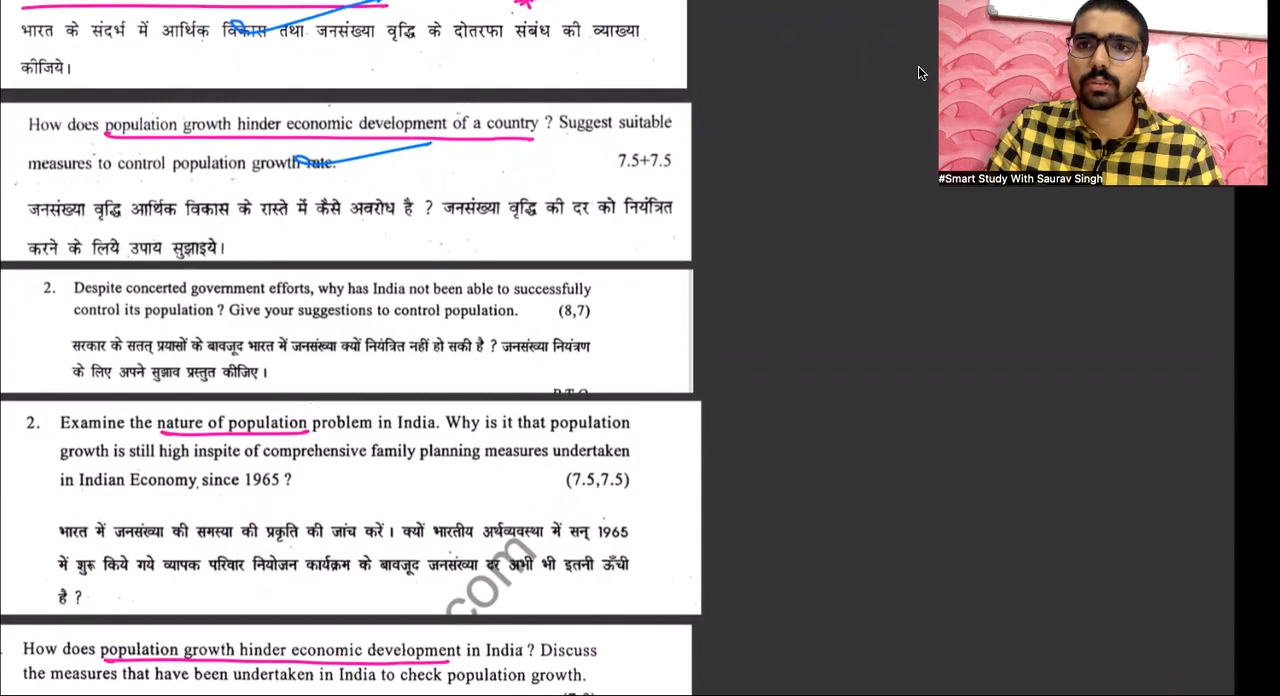 भारत के संदर्भ में आर्थिक विकास तथा जनसंख्या वृद्धि के दोतरफा संबंध की व्याख्या
कीजिये।
How does population growth hinder economic development of a country ? Suggest suitable
measures to control population growth rate. 7.5+7.5
जनसंख्या वृद्धि आर्थिक विकास के रास्ते में कैसे अवरोध है ? जनसंख्या वृद्धि की दर को नियंत्रित
करने के लिये उपाय सुझाइये।
2. Despite concerted government efforts, why has India not been able to successfully
control its population ? Give your suggestions to control population. (8,7)
सरकार के सतत् प्रयासों के बावजूद भारत में जनसंख्या क्यों नियंत्रित नहीं हो सकी है ? जनसंख्या नियंत्रण
के लिए अपने सुझाव प्रस्तुत कीजिए।
2. Examine the nature of population problem in India. Why is it that population
growth is still high inspite of comprehensive family planning measures undertaken
in Indian Economy since 1965 ? (7.5,7.5)
भारत में जनसंख्या की समस्या की प्रकृति की जांच करें। क्यों भारतीय अर्थव्यवस्था में सन् 1965
में शुरू किये गये व्यापक परिवार नियोजन कार्यक्रम के बावजूद जनसंख्या दर अभी भी इतनी ऊँची
है ?
com
How does population growth hinder economic development in India ? Discuss
the measures that have been undertaken in India to check population growth.
#Smart Study With Saurav Singh